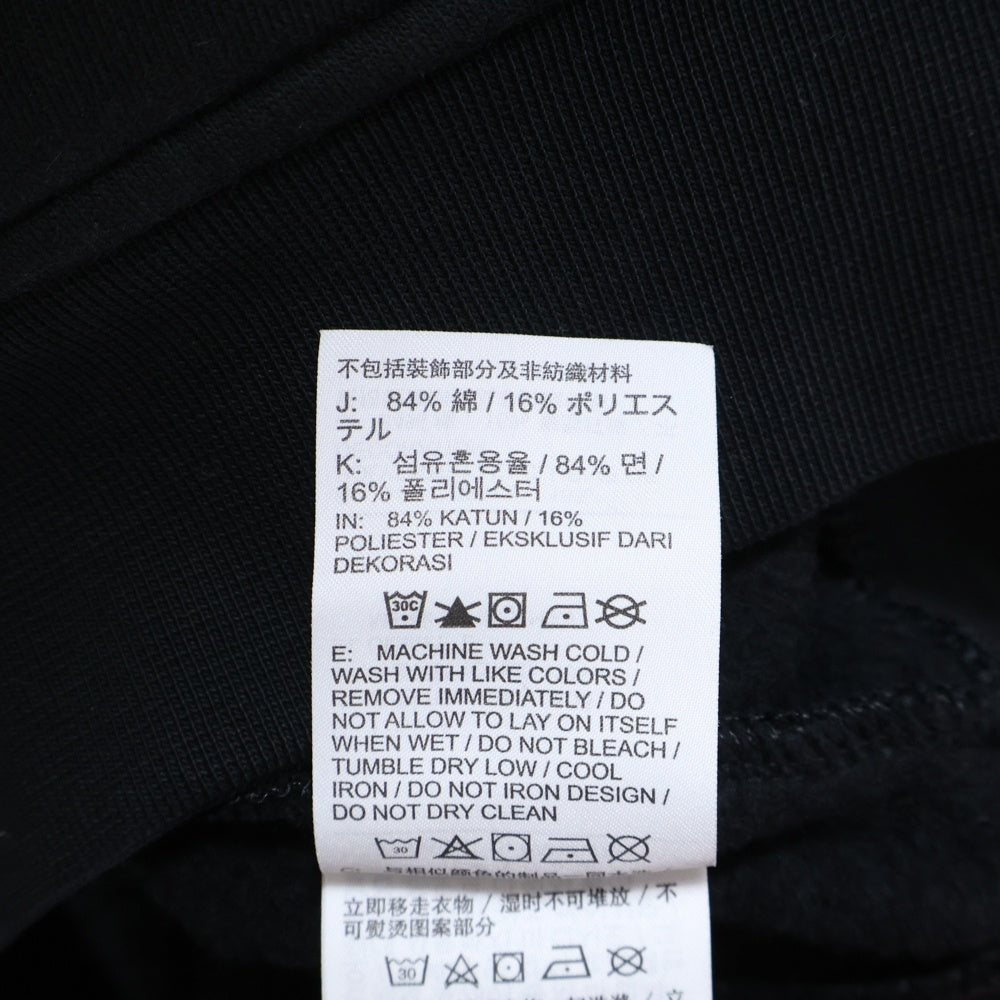 不包括裝飾部分及非紡織材料
J: 84% 綿 / 16% ポリエス
テル
K: 섬유혼용율 / 84% 면 /
16% 폴리에스터
IN: 84% KATUN / 16%
POLIESTER / EKSKLUSIF DARI
DEKORASI
30C
E: MACHINE WASH COLD /
WASH WITH LIKE COLORS /
REMOVE IMMEDIATELY / DO
NOT ALLOW TO LAY ON ITSELF
WHEN WET / DO NOT BLEACH /
TUMBLE DRY LOW / COOL
IRON / DO NOT IRON DESIGN /
DO NOT DRY CLEAN
30
立即移走衣物 / 湿时不可堆放 / 不
可熨烫图案部分
30